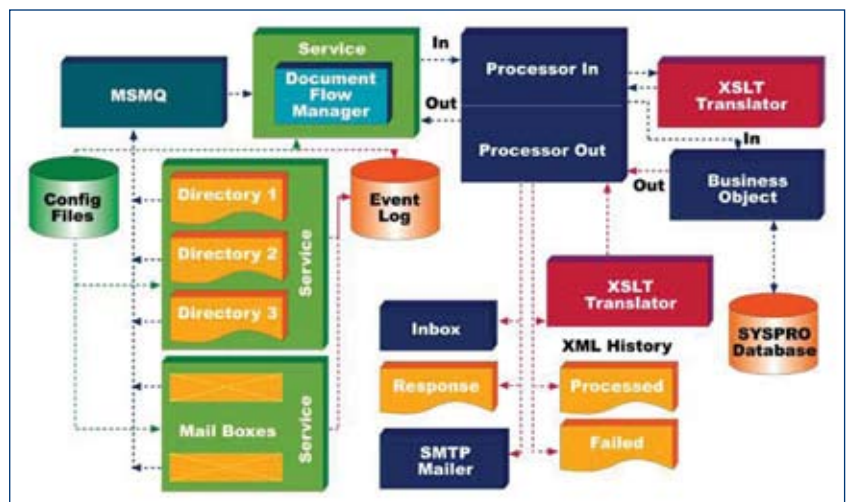 Service
In
Document
Flow
Manager
MSMQ
Out
Processor In
Processor Out
XSLT
Translator
In
Out
Business
Object
Config
Files
Directory 1
Directory 2
Directory 3
Service
Event
Log
XSLT
Translator
SYSPRO
Database
Inbox
XML History
Response
Processed
Mail Boxes
Service
SMTP
Mailer
Failed